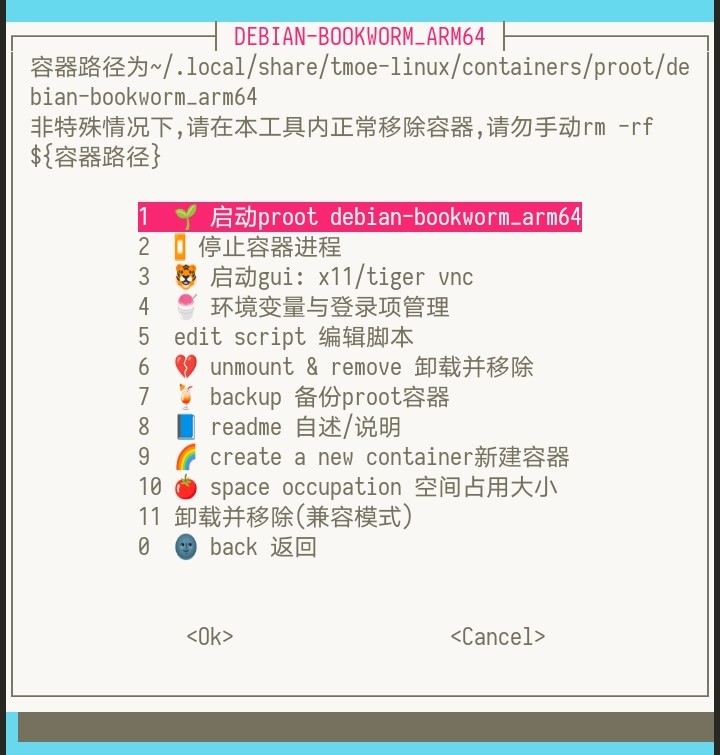 DEBIAN-BOOKWORM_ARM64
容器路径为~/.local/share/tmoe-linux/containers/proot/de
bian-bookworm_arm64
非特殊情况下,请在本工具内正常移除容器,请勿手动rm -rf
${容器路径}
1 🌱 启动proot debian-bookworm_arm64
2 停止容器进程
3 🐯 启动gui: x11/tiger vnc
4 🍧 环境变量与登录项管理
5 edit script 编辑脚本
6 💔 unmount & remove 卸载并移除
7 🍹 backup 备份proot容器
8 📘 readme 自述/说明
9 🌈 create a new container新建容器
10 🍅 space occupation 空间占用大小
11 卸载并移除(兼容模式)
0 🌚 back 返回
<Ok> <Cancel>